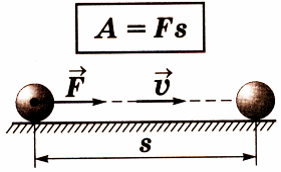 A = Fs
F⃗ v⃗
s